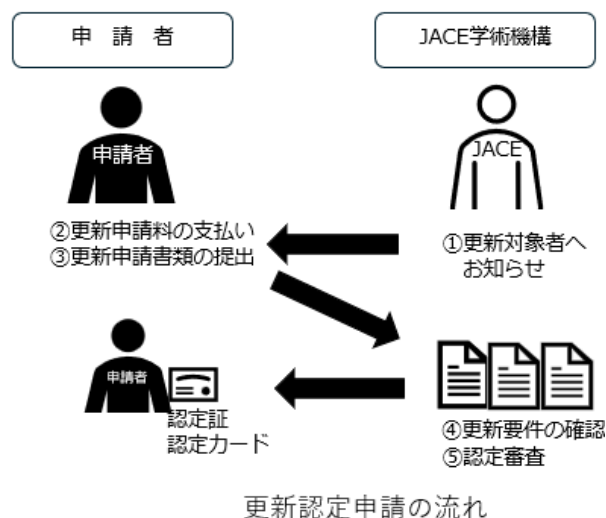 申 請 者
JACE学術機構
申請者
JACE
②更新申請料の支払い
③更新申請書類の提出
①更新対象者へ
お知らせ
申請者
認定証
認定カード
④更新要件の確認
⑤認定審査
更新認定申請の流れ